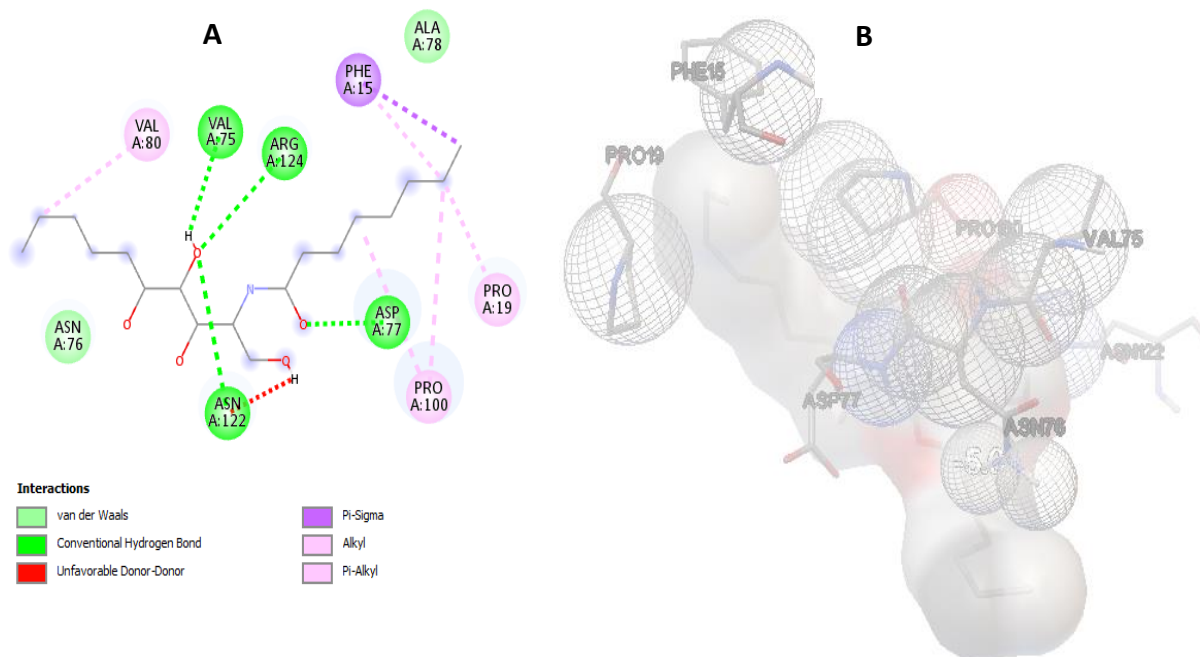 A
ALA
A:78
PHE
A:15
VAL
A:80
VAL
A:75
ARG
A:124
H
O
N
O
O
O
O
H
ASN
A:76
ASP
A:77
PRO
A:19
PRO
A:100
ASN
A:122
Interactions
van der Waals
Conventional Hydrogen Bond
Unfavorable Donor-Donor
Pi-Sigma
Alkyl
Pi-Alkyl
B
PHE15
PRO19
PRO100
VAL75
ASN122
ASP77
ASN76